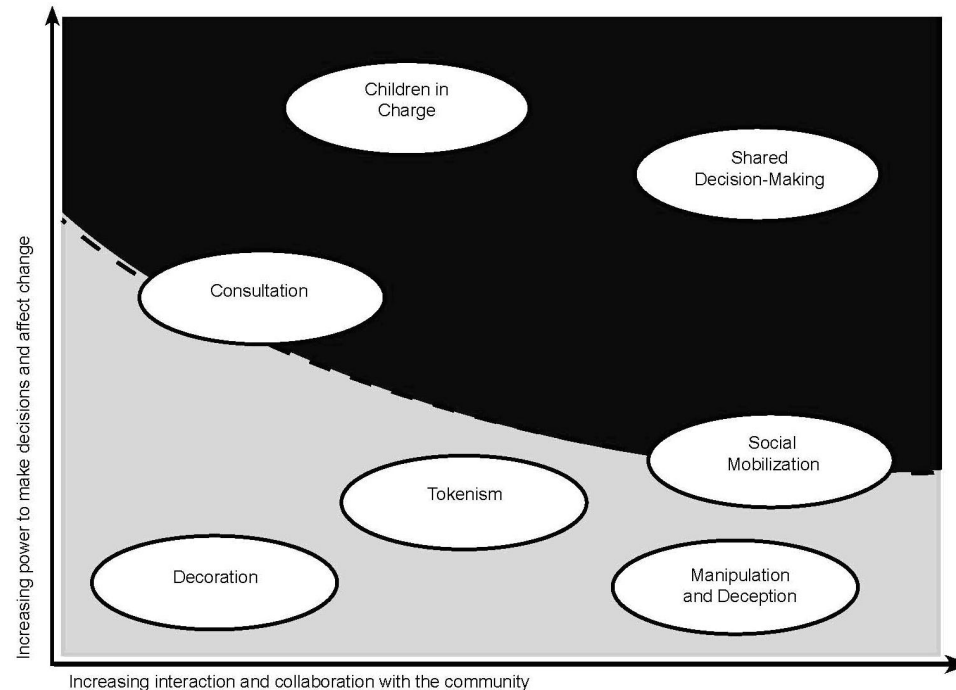 Children in
Charge
Shared
Decision-Making
Consultation
Social
Mobilization
Tokenism
Decoration
Manipulation
and Deception
Increasing power to make decisions and affect change
Increasing interaction and collaboration with the community